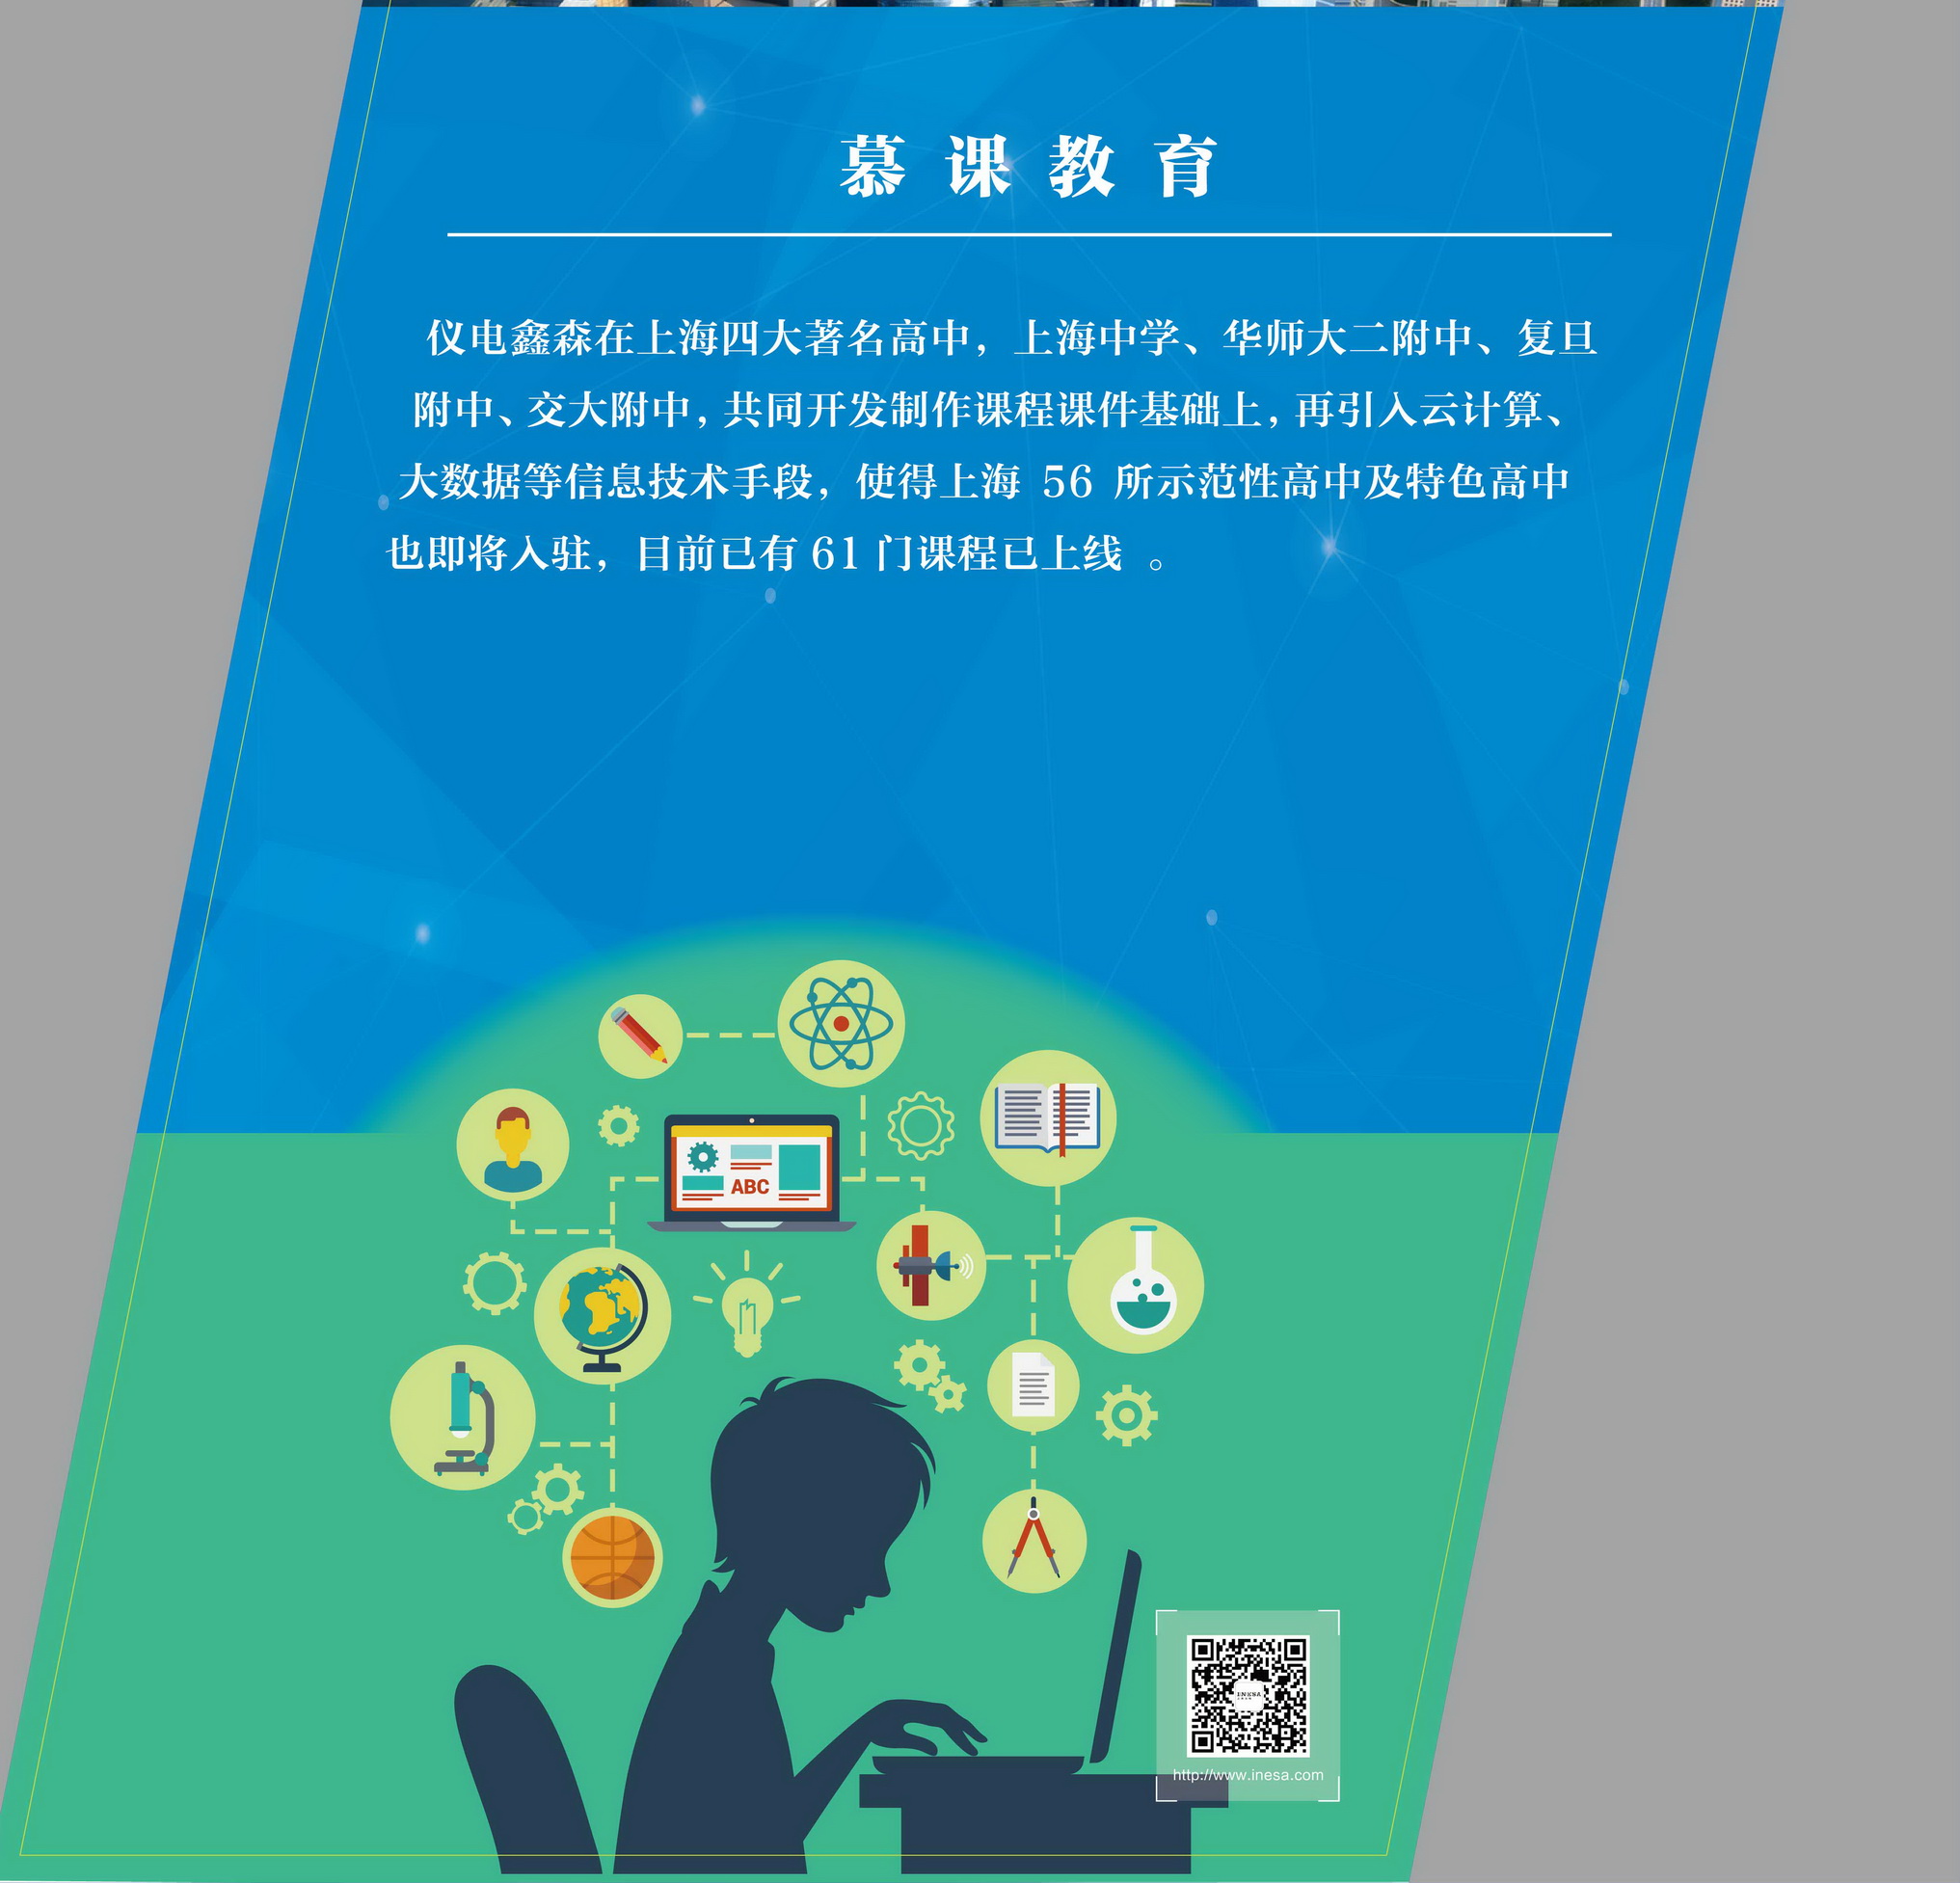 慕课教育
仪电鑫森在上海四大著名高中，上海中学、华师大二附中、复旦
附中、交大附中，共同开发制作课程课件基础上，再引入云计算、
大数据等信息技术手段，使得上海 56 所示范性高中及特色高中
也即将入驻，目前已有 61 门课程已上线 。
ABC
INESA
http://www.inesa.com